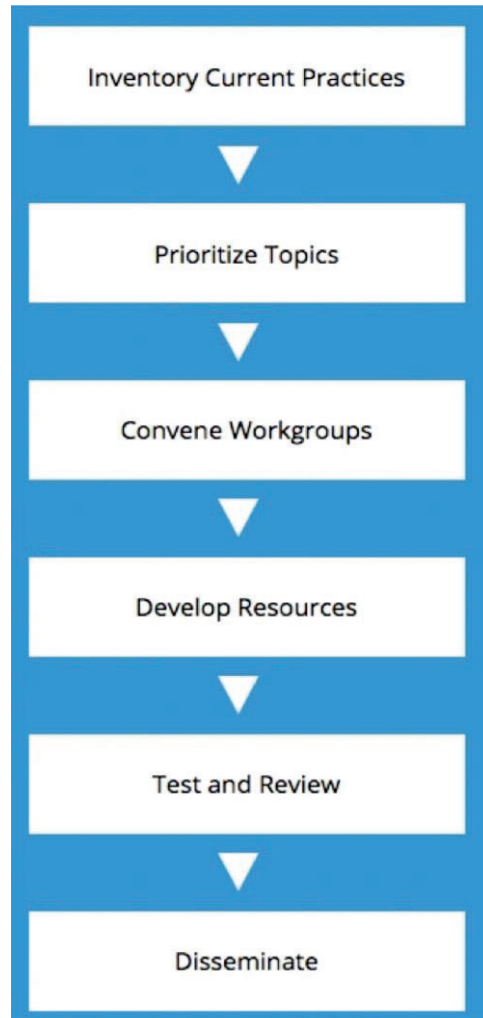 Inventory Current Practices
Prioritize Topics
Convene Workgroups
Develop Resources
Test and Review
Disseminate